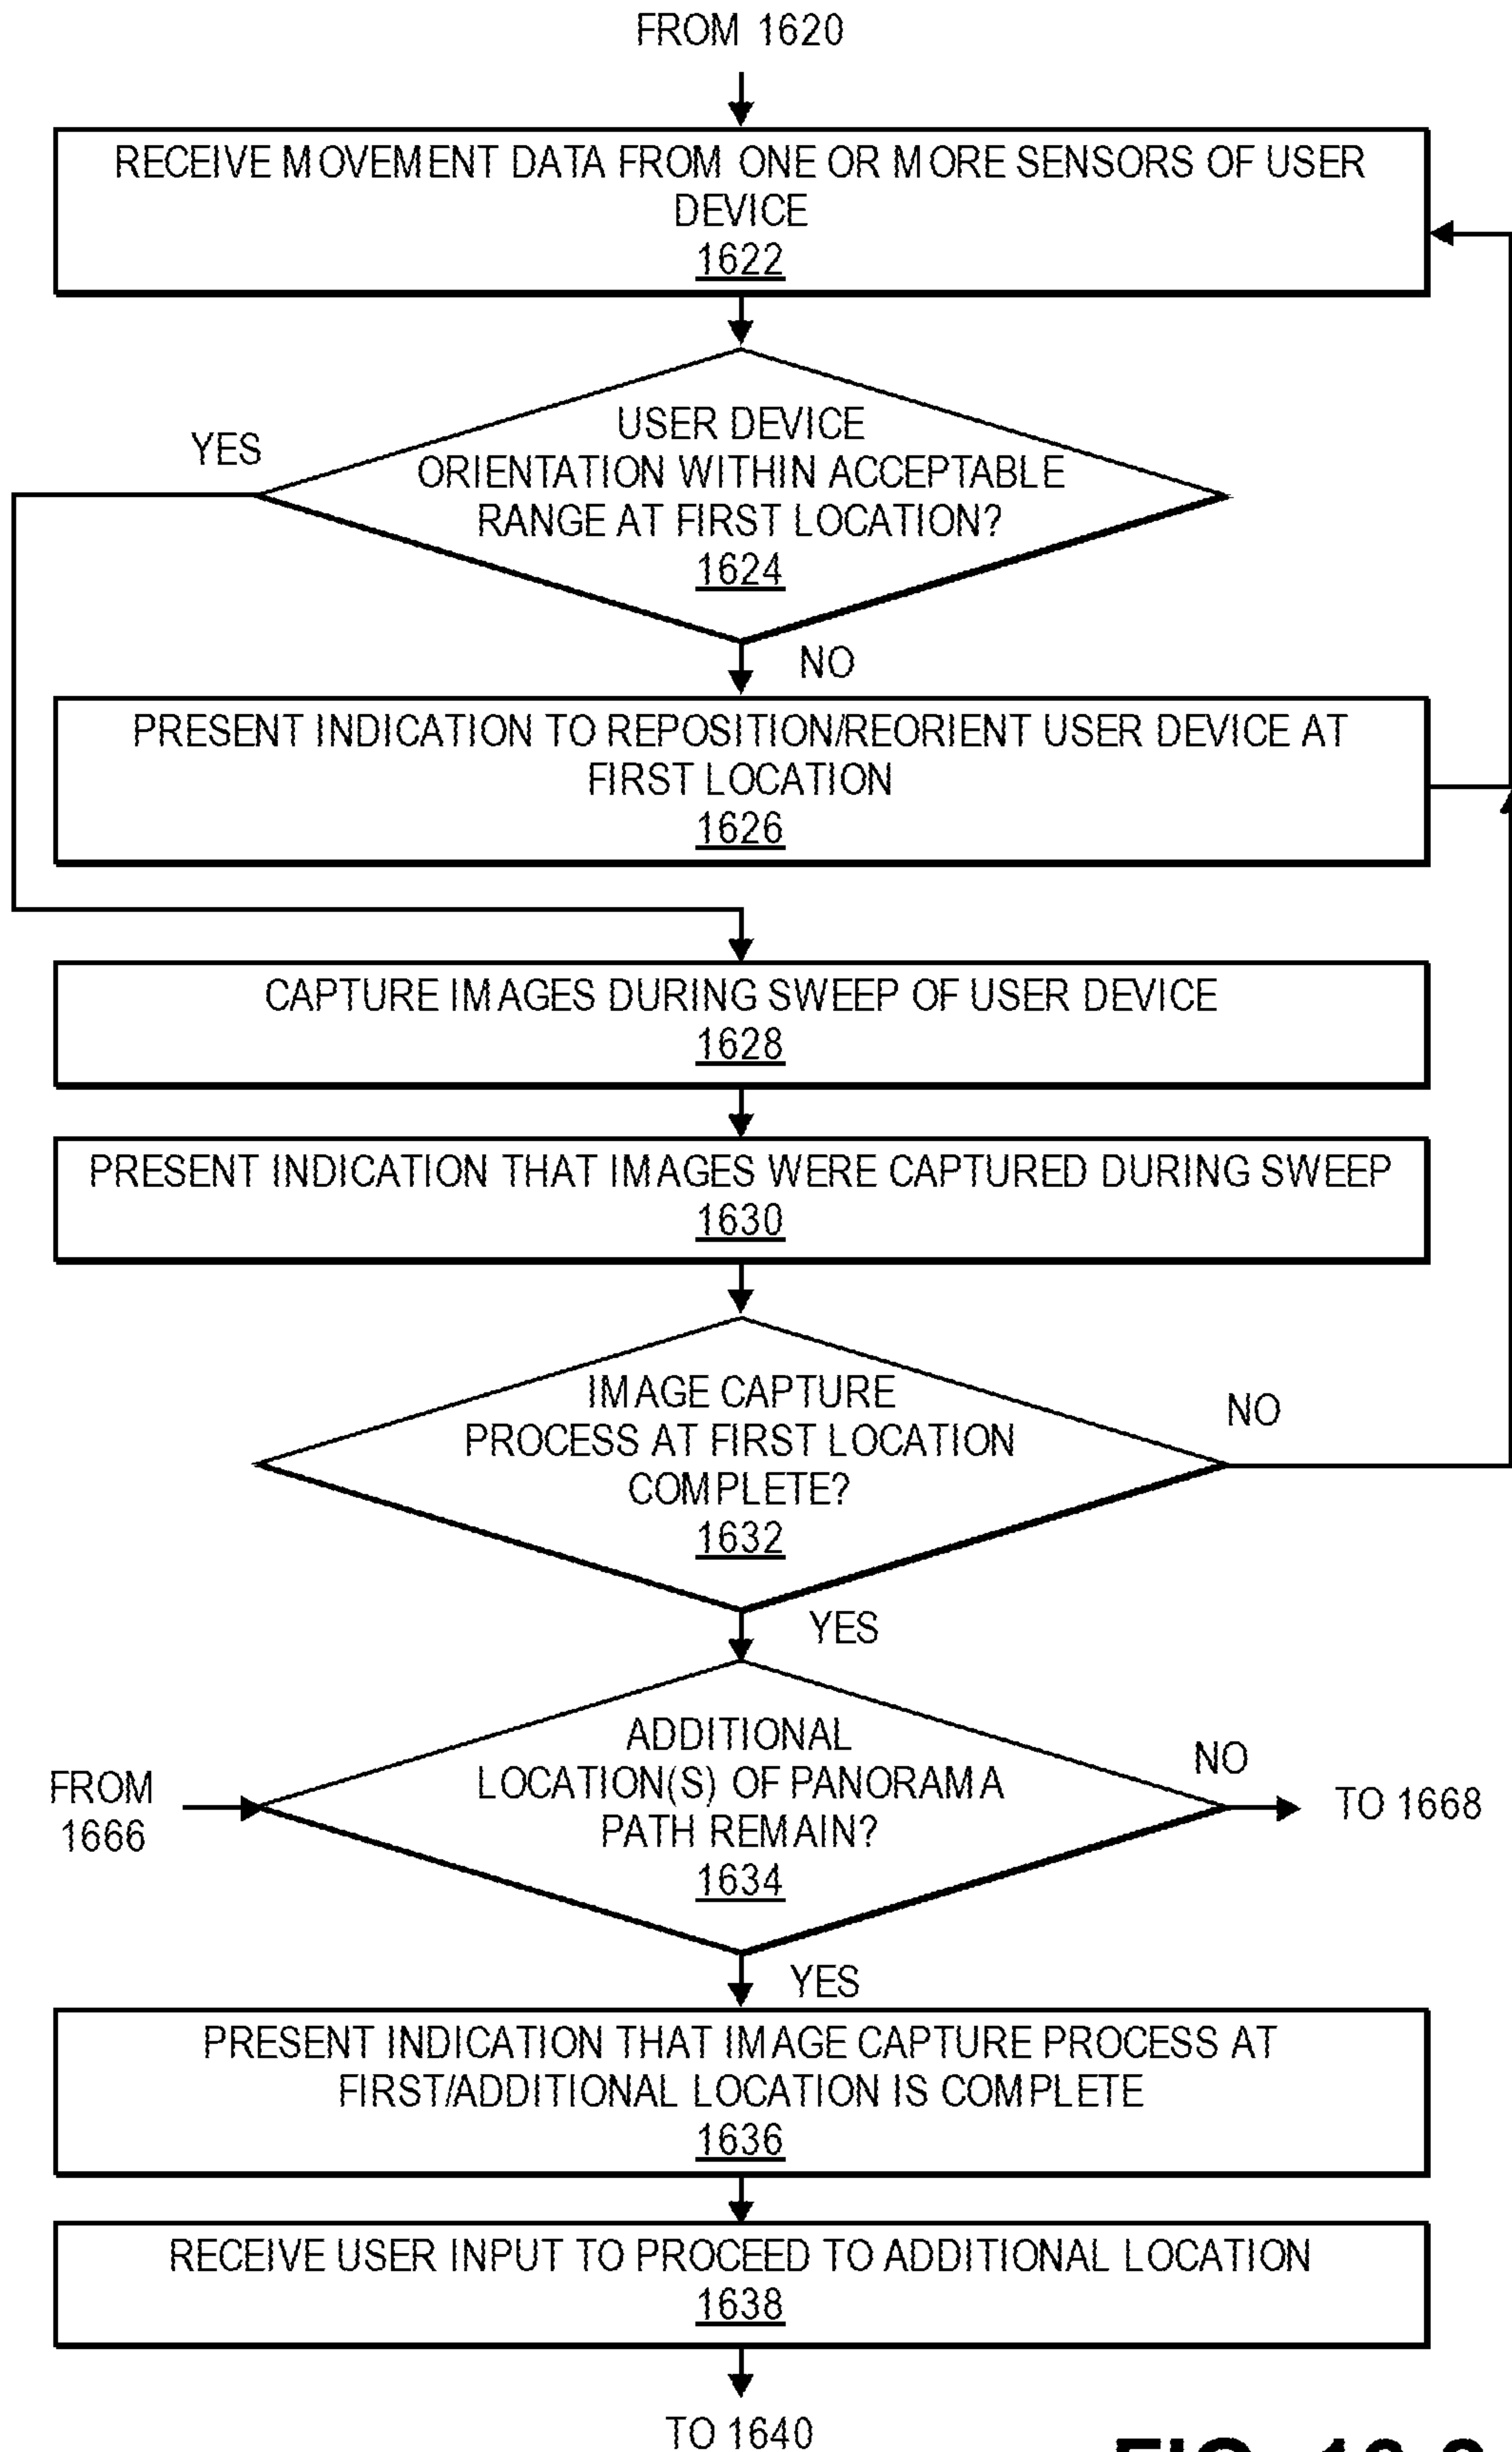 FROM 1620
RECEIVE MOVEMENT DATA FROM ONE OR MORE SENSORS OF USER
DEVICE
1622
USER DEVICE
ORIENTATION WITHIN ACCEPTABLE
RANGE AT FIRST LOCATION?
1624
YES
NO
PRESENT INDICATION TO REPOSITION/REORIENT USER DEVICE AT
FIRST LOCATION
1626
CAPTURE IMAGES DURING SWEEP OF USER DEVICE
1628
PRESENT INDICATION THAT IMAGES WERE CAPTURED DURING SWEEP
1630
IMAGE CAPTURE
PROCESS AT FIRST LOCATION
COMPLETE?
1632
NO
YES
FROM
1666
ADDITIONAL
LOCATION(S) OF PANORAMA
PATH REMAIN?
1634
NO
TO 1668
YES
PRESENT INDICATION THAT IMAGE CAPTURE PROCESS AT
FIRST/ADDITIONAL LOCATION IS COMPLETE
1636
RECEIVE USER INPUT TO PROCEED TO ADDITIONAL LOCATION
1638
TO 1640